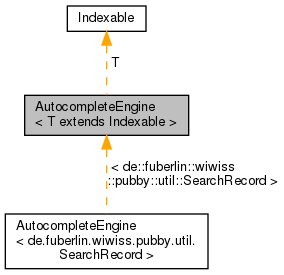 Indexable
T
AutocompleteEngine
< T extends Indexable >
< de::fuberlin::wiwiss
::pubby::util::SearchRecord >
AutocompleteEngine
< de.fuberlin.wiwiss.pubby.util.
SearchRecord >